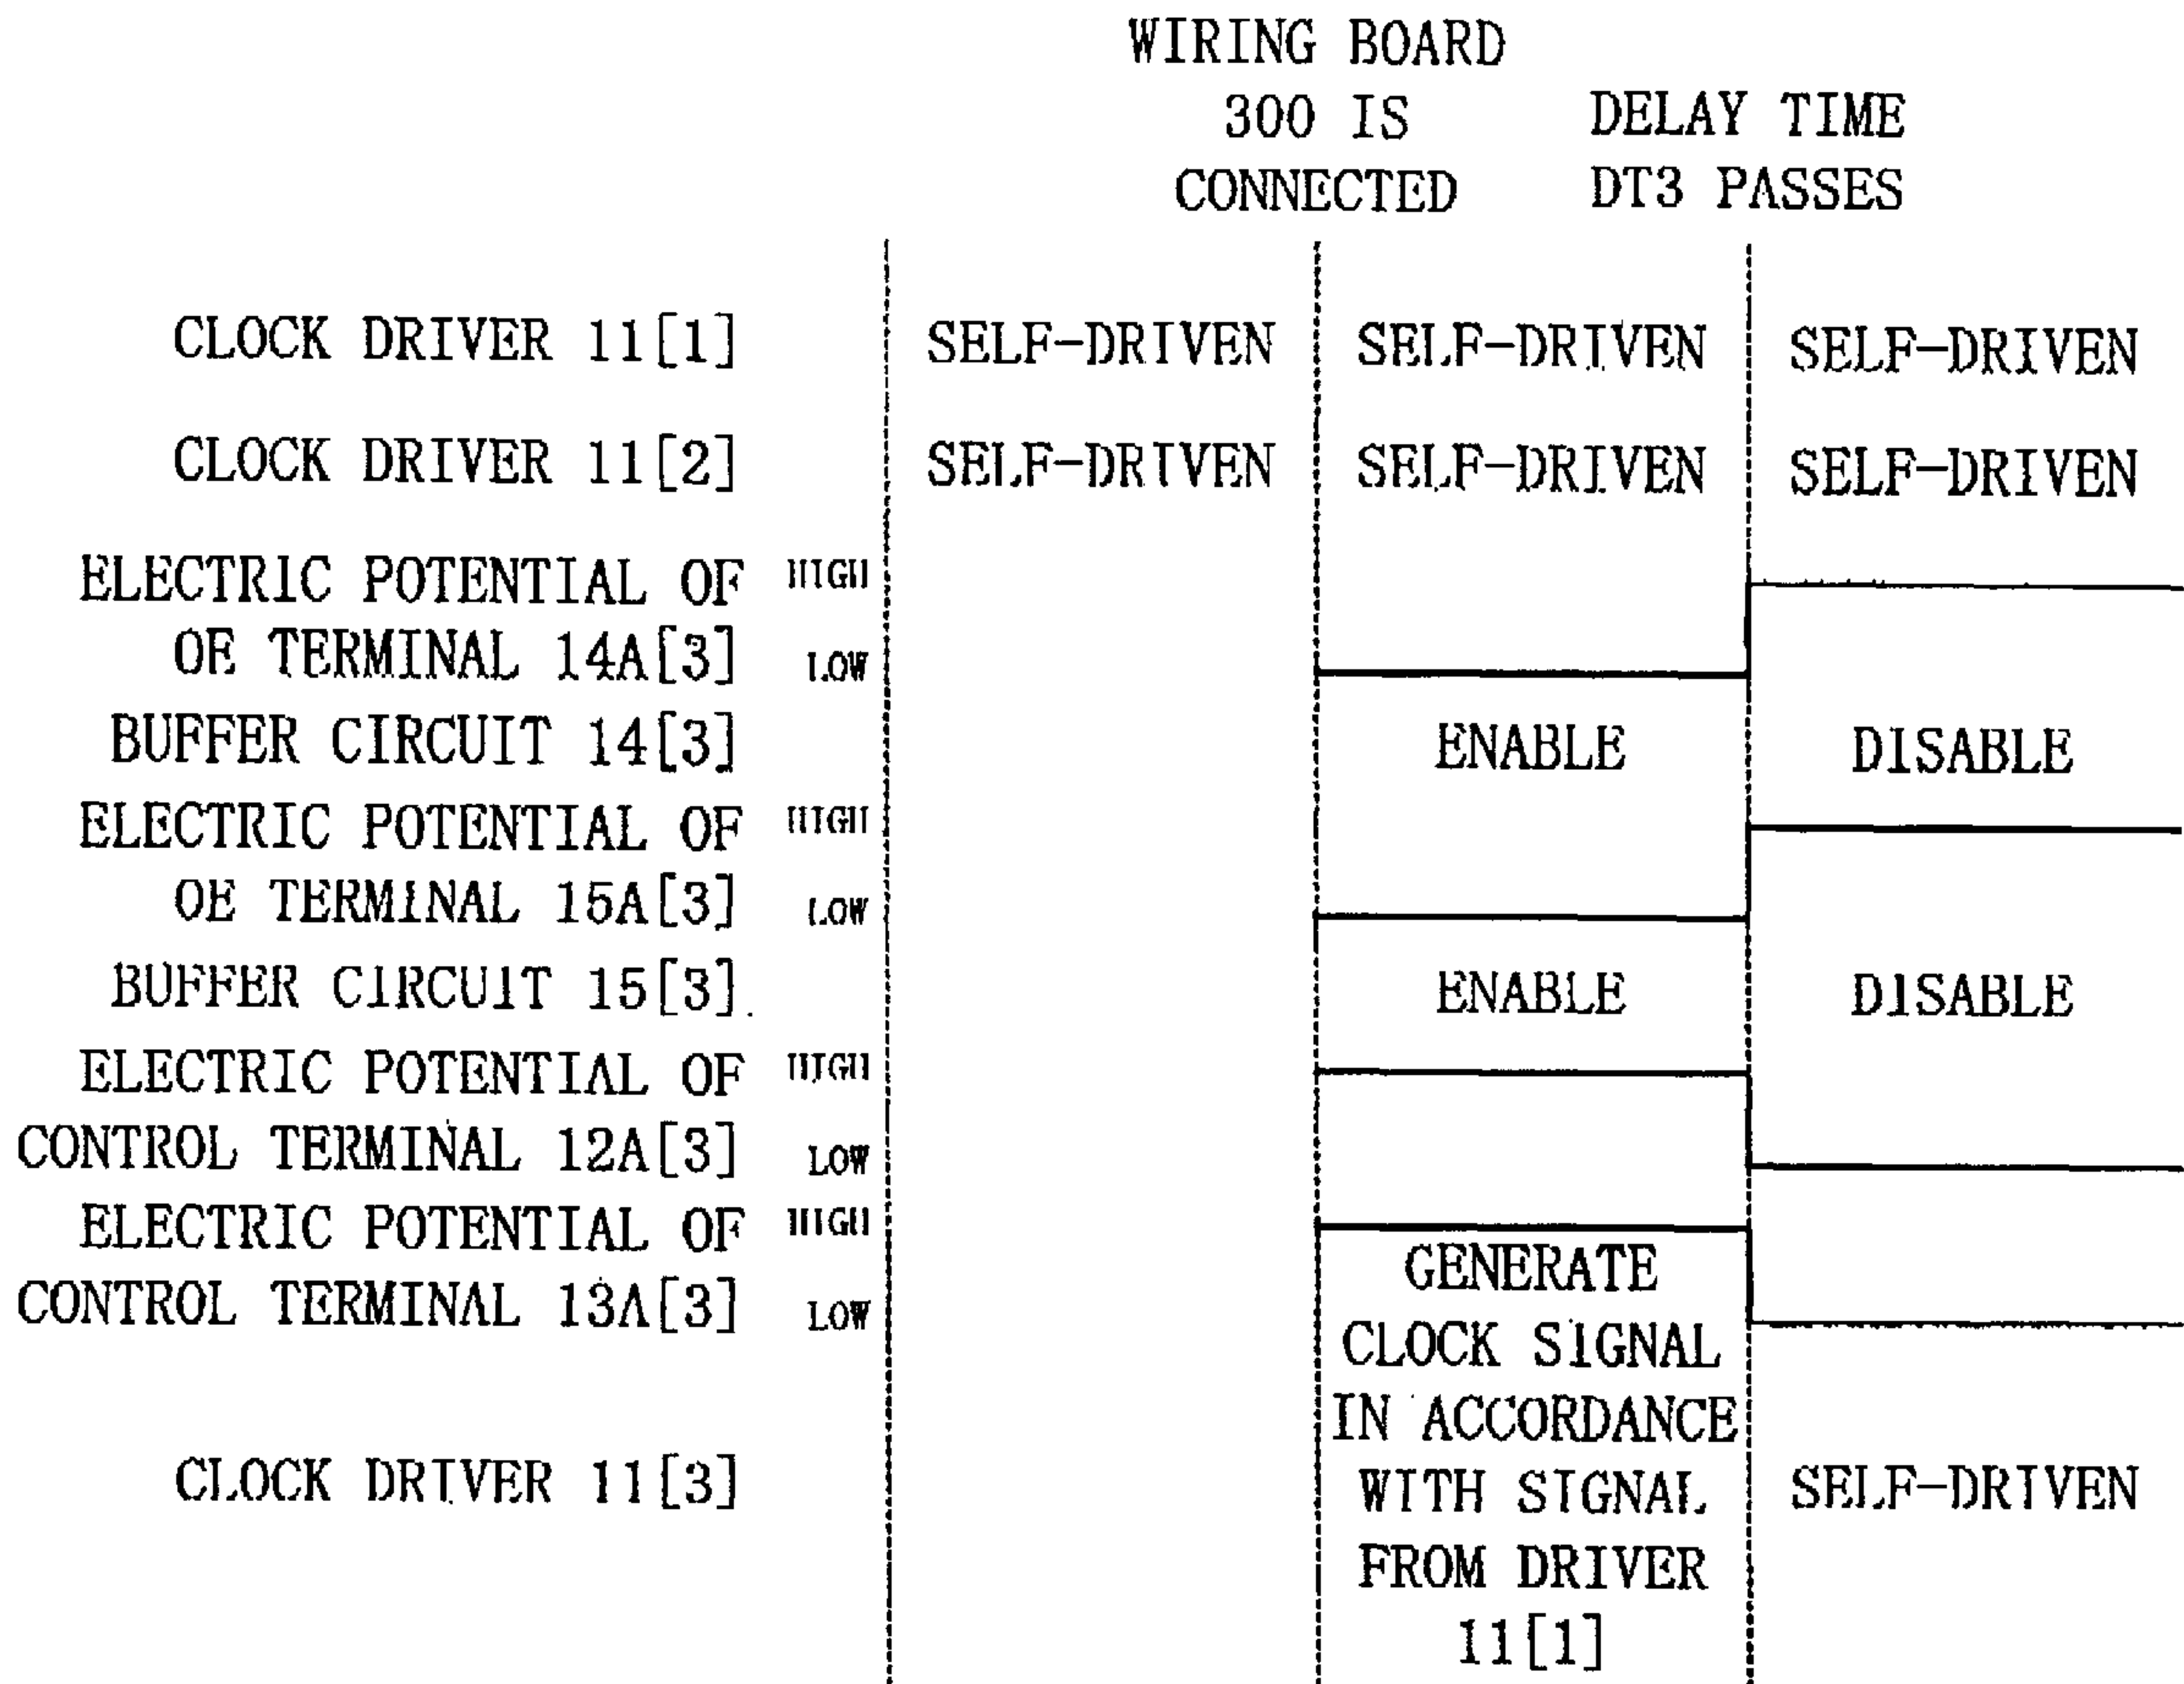 WIRING BOARD
300 IS
CONNECTED
DELAY TIME
DT3 PASSES
CLOCK DRIVER 11[1]
SELF-DRIVEN
SELF-DRIVEN
SELF-DRIVEN
CLOCK DRIVER 11[2]
SELF-DRIVEN
SELF-DRIVEN
SELF-DRIVEN
ELECTRIC POTENTIAL OF
OE TERMINAL 14A[3]
HIGH
LOW
BUFFER CIRCUIT 14[3]
ENABLE
DISABLE
ELECTRIC POTENTIAL OF
OE TERMINAL 15A[3]
HIGH
LOW
BUFFER CIRCUIT 15[3]
ENABLE
DISABLE
ELECTRIC POTENTIAL OF
CONTROL TERMINAL 12A[3]
HIGH
LOW
ELECTRIC POTENTIAL OF
CONTROL TERMINAL 13A[3]
HIGH
LOW
CLOCK DRIVER 11[3]
GENERATE
CLOCK SIGNAL
IN ACCORDANCE
WITH SIGNAL
FROM DRIVER
11[1]
SELF-DRIVEN